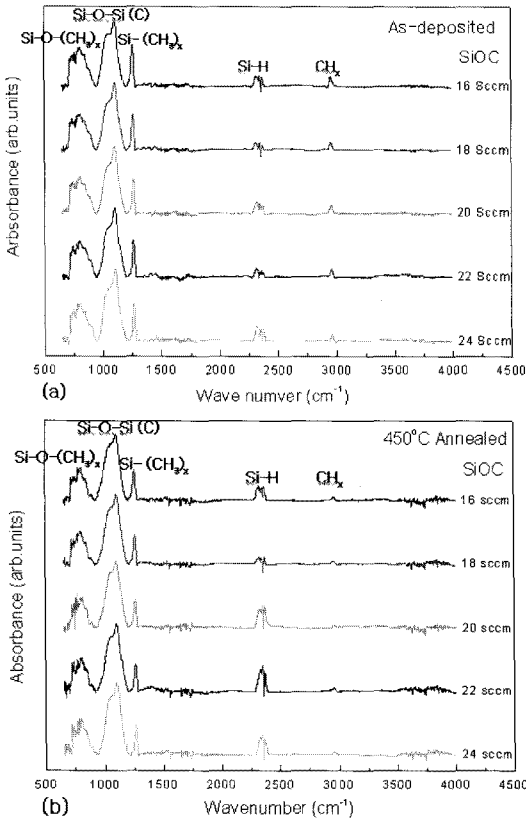 Si-O-Si(C)
As-deposited
Si-O-(CH₃)ₓ
Si-(CH₃)ₓ
SiOC
Si-H
CHₓ
16 Sccm
18 Sccm
20 Sccm
22 Sccm
24 Sccm
Arbsorbance (arb.units)
500 1000 1500 2000 2500 3000 3500 4000 4500
(a)
Wave numver (cm⁻¹)
Si-O-Si(C)
450°C Annealed
Si-O-(CH₃)ₓ
Si-(CH₃)ₓ
SiOC
Si-H
CHₓ
16 sccm
18 sccm
20 sccm
22 sccm
24 sccm
Absorbance (arb.units)
500 1000 1500 2000 2500 3000 3500 4000 4500
(b)
Wavenumber (cm⁻¹)